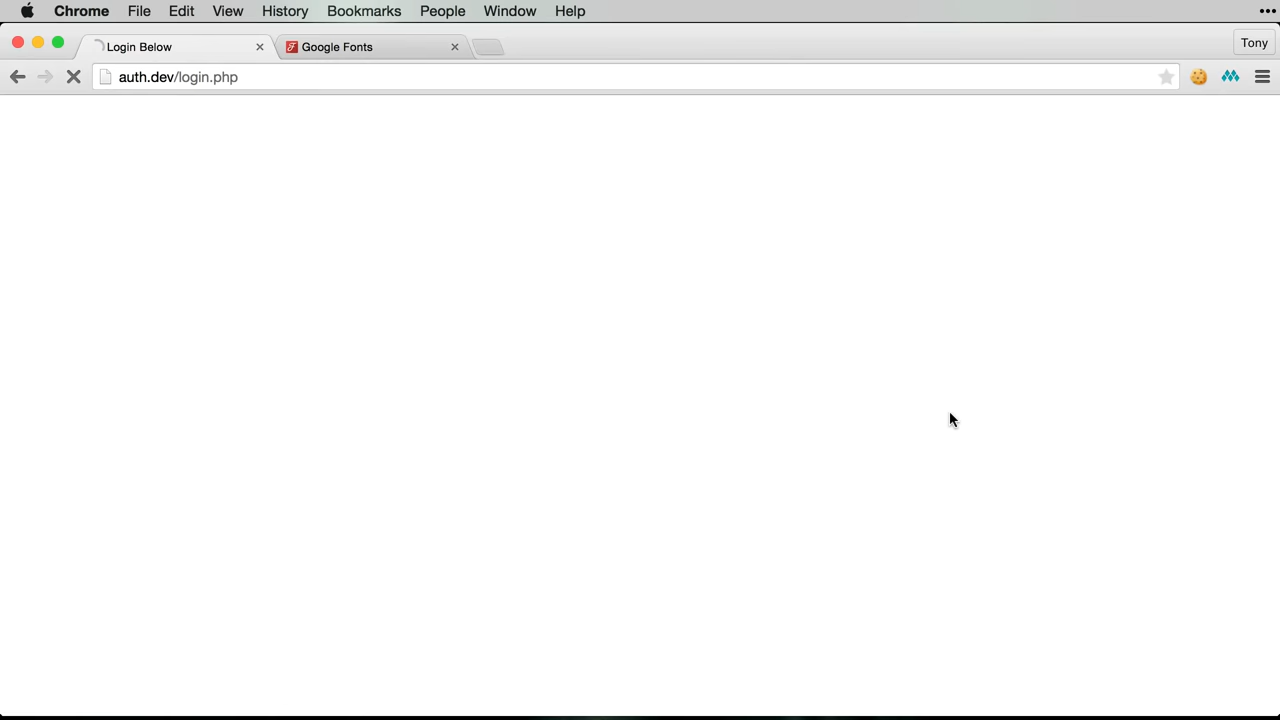 Chrome File Edit View History Bookmarks People Window Help
Login Below Google Fonts Tony
auth.dev/login.php